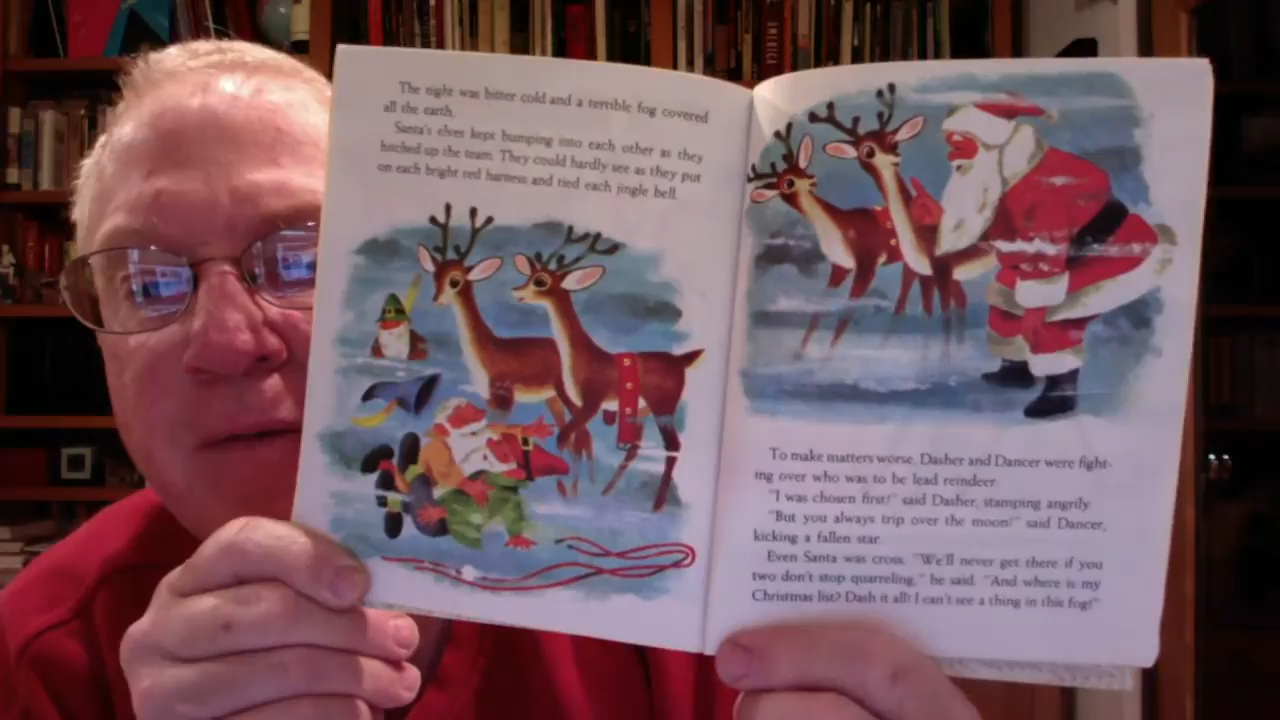 AMERICA
The night was bitter cold and a terrible fog covered
all the earth.
Santa's elves kept bumping into each other as they
hitched up the team. They could hardly see as they put
on each bright red harness and tied each jingle bell.
To make matters worse, Dasher and Dancer were fight-
ing over who was to be lead reindeer.
"I was chosen first!" said Dasher, stamping angrily.
"But you always trip over the moon!" said Dancer,
kicking a fallen star.
Even Santa was cross. "We'll never get there if you
two don't stop quarreling," he said. "And where is my
Christmas list? Dash it all! I can't see a thing in this fog!"